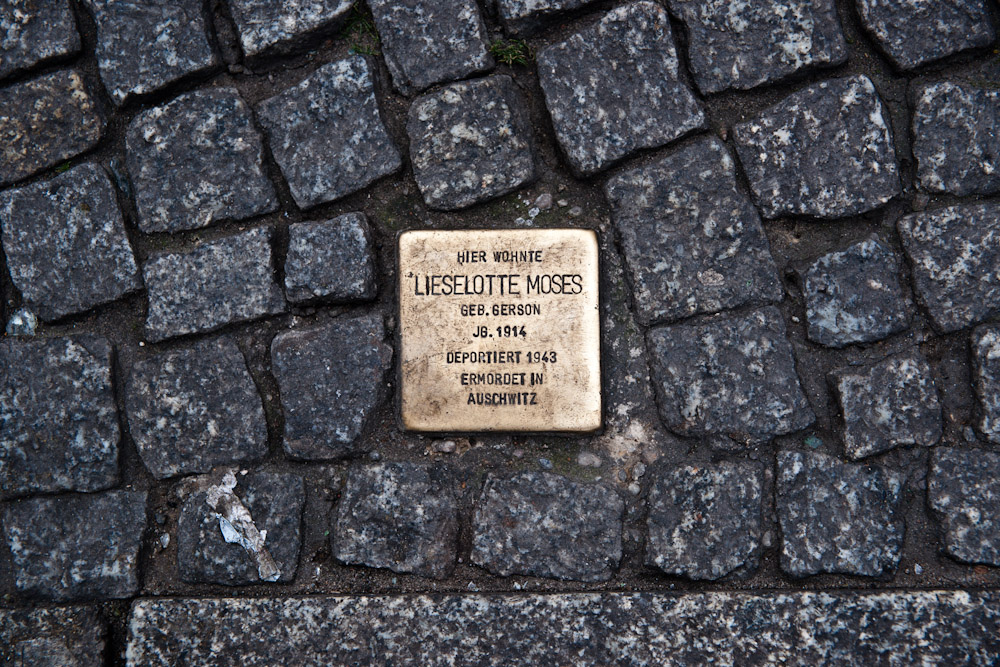 HIER WOHNTE
LIESELOTTE MOSES
GEB. GERSON
JG. 1914
DEPORTIERT 1943
ERMORDET IN
AUSCHWITZ